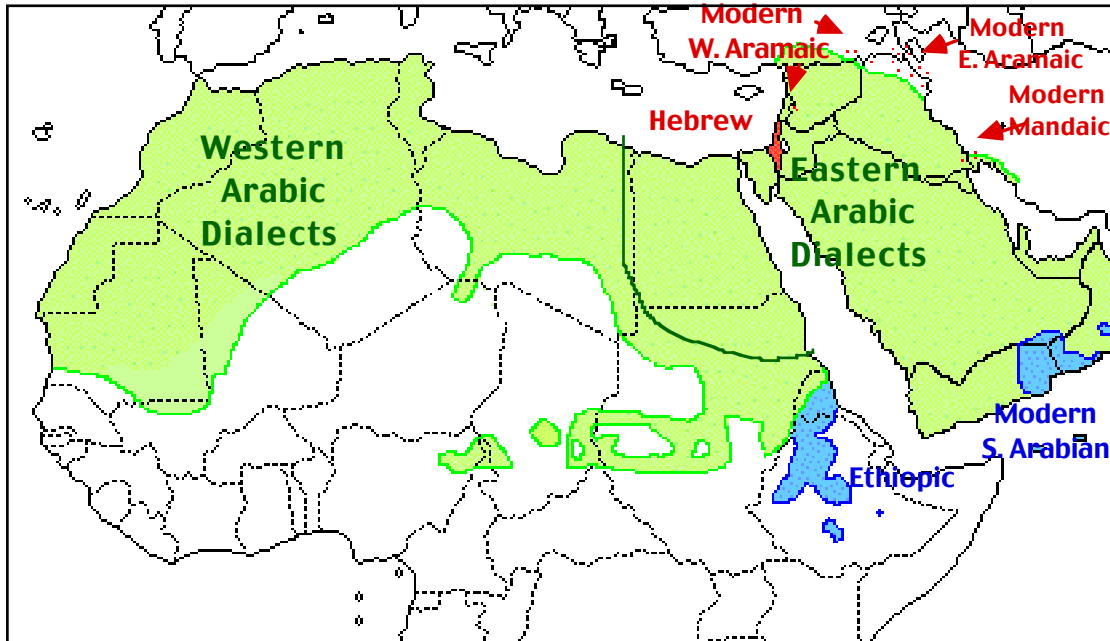 Modern
W. Aramaic
Modern
E. Aramaic
Modern
Mandaic
Hebrew
Western
Arabic
Dialects
Eastern
Arabic
Dialects
Modern
S. Arabian
Ethiopic